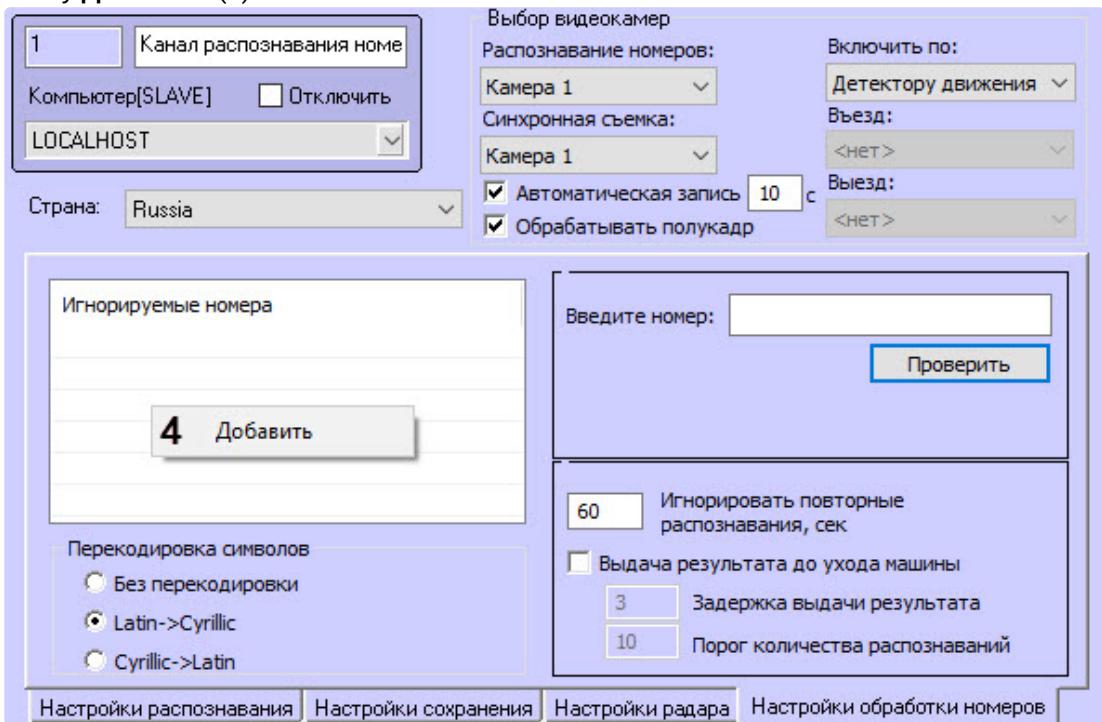 1
Канал распознавания номе
Компьютер[SLAVE]
Отключить
LOCALHOST
Страна:
Russia
Выбор видеокамер
Распознавание номеров:
Камера 1
Синхронная съемка:
Камера 1
Автоматическая запись 10 с
Обрабатывать полукадр
Включить по:
Детектору движения
Въезд:
<нет>
Выезд:
<нет>
Игнорируемые номера
4 Добавить
Перекодировка символов
Без перекодировки
Latin->Cyrillic
Cyrillic->Latin
Введите номер:
Проверить
60 Игнорировать повторные
распознавания, сек
Выдача результата до ухода машины
3 Задержка выдачи результата
10 Порог количества распознаваний
Настройки распознавания
Настройки сохранения
Настройки радара
Настройки обработки номеров